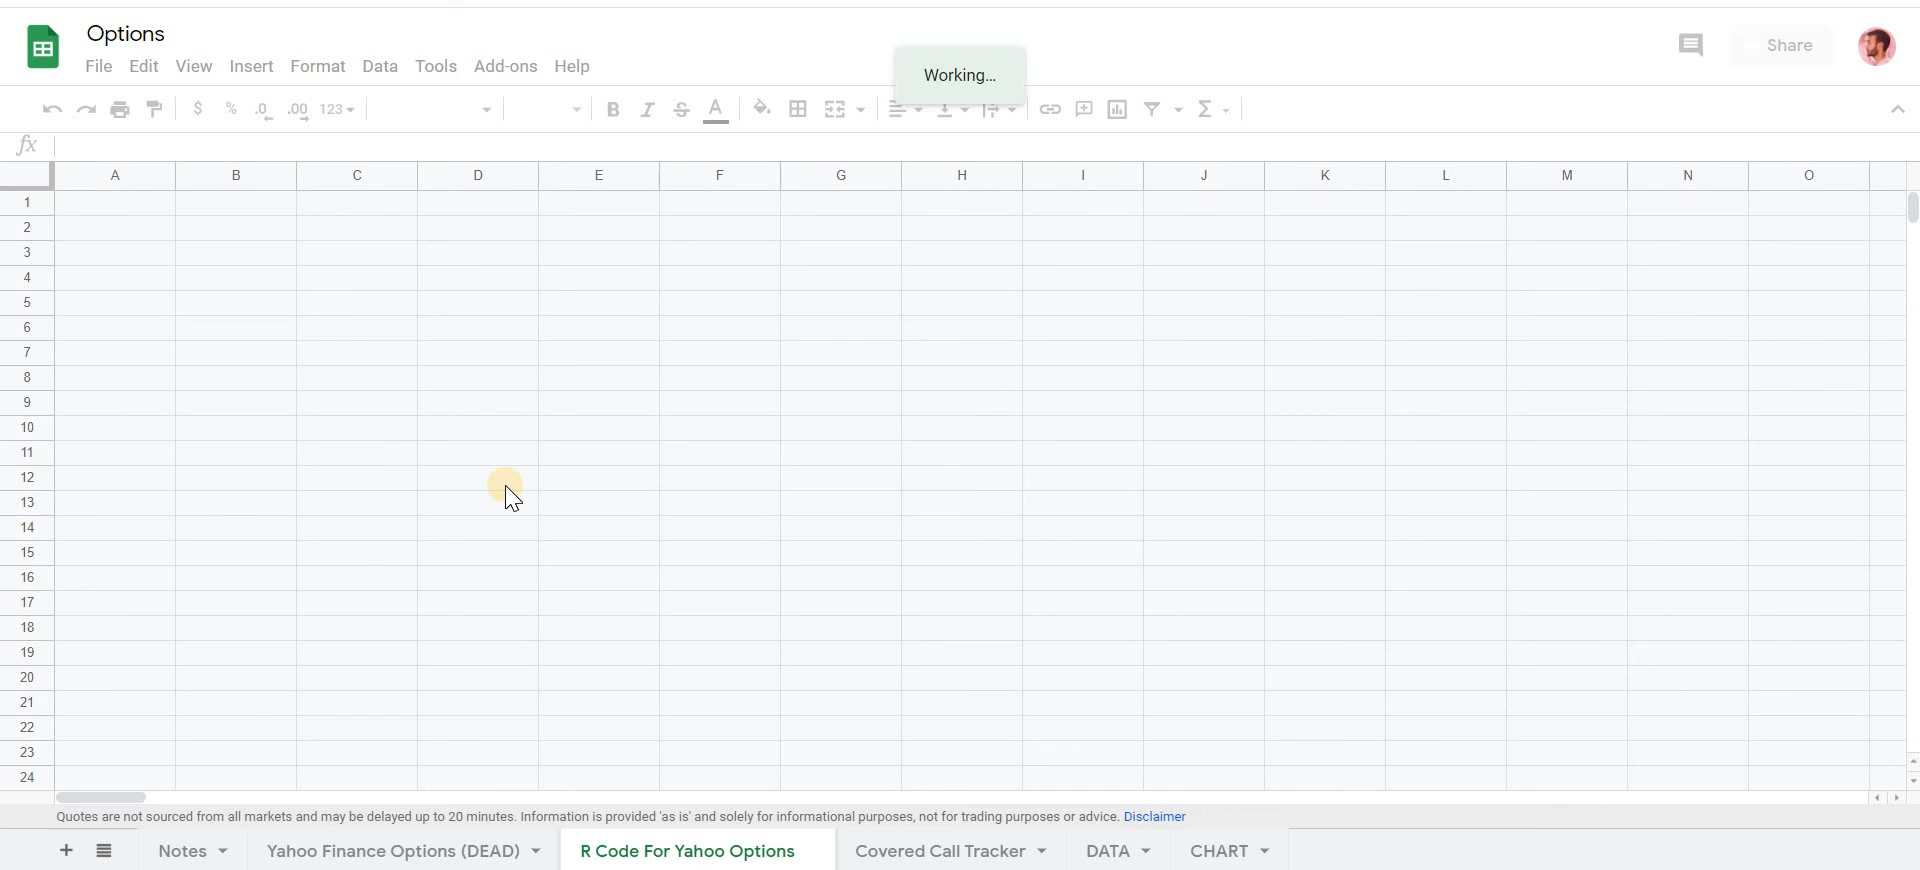 Options
File Edit View Insert Format Data Tools Add-ons Help
Working...
Share
$ % .0 .00 123 B I S A Σ
fx
A B C D E F G H I J K L M N O
1
2
3
4
5
6
7
8
9
10
11
12
13
14
15
16
17
18
19
20
21
22
23
24
Quotes are not sourced from all markets and may be delayed up to 20 minutes. Information is provided 'as is' and solely for informational purposes, not for trading purposes or advice. Disclaimer
+ Notes Yahoo Finance Options (DEAD) R Code For Yahoo Options Covered Call Tracker DATA CHART